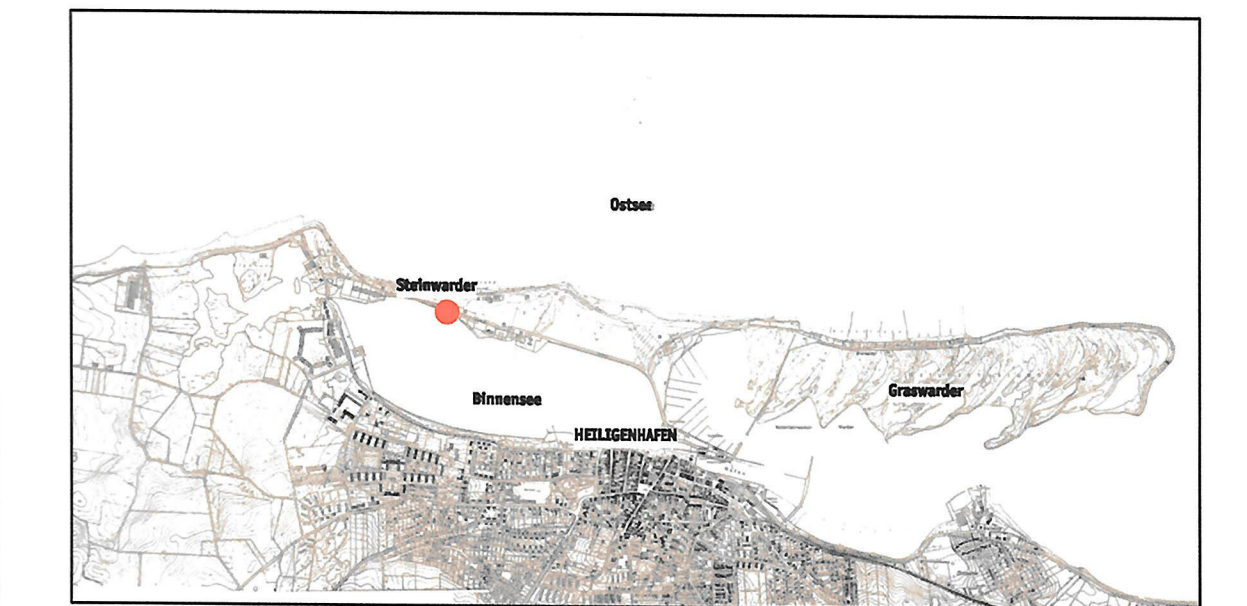 Ostsee
Steinwarder
Graswarder
Binnensee
HEILIGENHAFEN